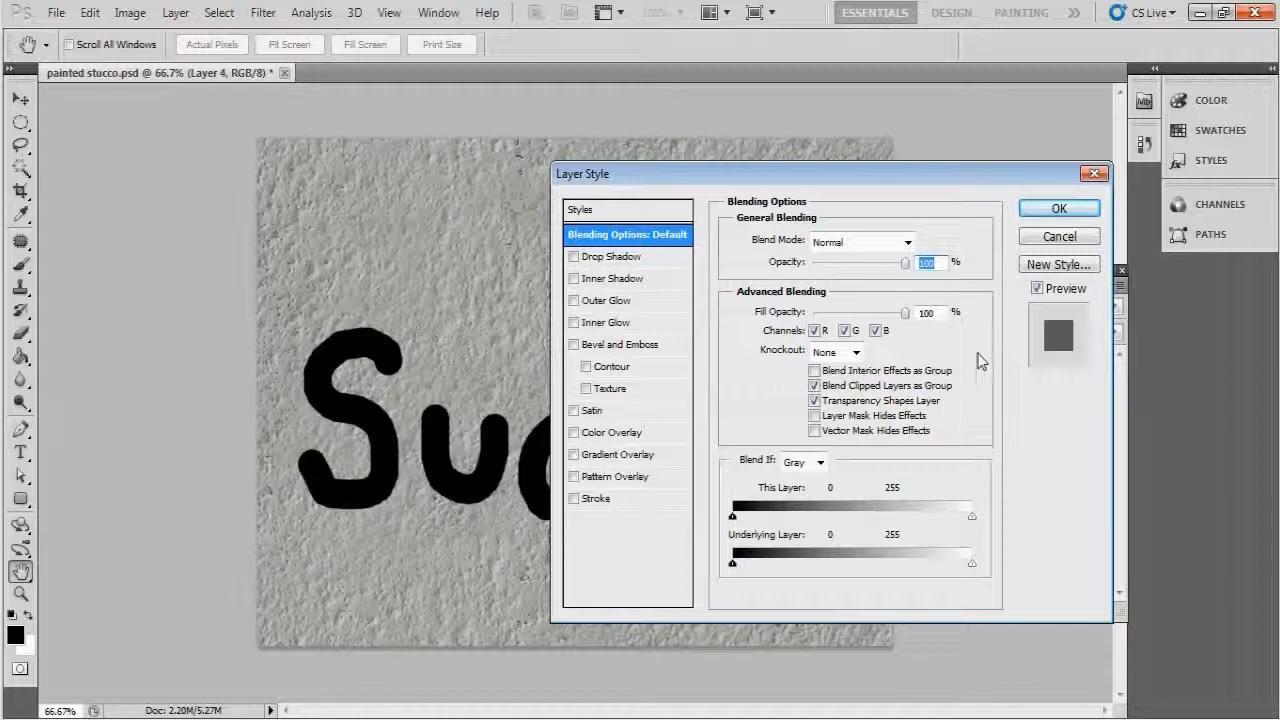 PS File Edit Image Layer Select Filter Analysis 3D View Window Help ESSENTIALS DESIGN PAINTING CS Live
Scroll All Windows Actual Pixels Fit Screen Fill Screen Print Size
painted stucco.psd @ 66.7% (Layer 4, RGB/8) *
Mb
COLOR
SWATCHES
STYLES
CHANNELS
PATHS
Layer Style
Styles
Blending Options: Default
Drop Shadow
Inner Shadow
Outer Glow
Inner Glow
Bevel and Emboss
Contour
Texture
Satin
Color Overlay
Gradient Overlay
Pattern Overlay
Stroke
Blending Options
General Blending
Blend Mode: Normal
Opacity: 100 %
Advanced Blending
Fill Opacity: 100 %
Channels: R G B
Knockout: None
Blend Interior Effects as Group
Blend Clipped Layers as Group
Transparency Shapes Layer
Layer Mask Hides Effects
Vector Mask Hides Effects
Blend If: Gray
This Layer: 0 255
Underlying Layer: 0 255
OK
Cancel
New Style...
Preview
Su
66.67% Doc: 2.20M/5.27M